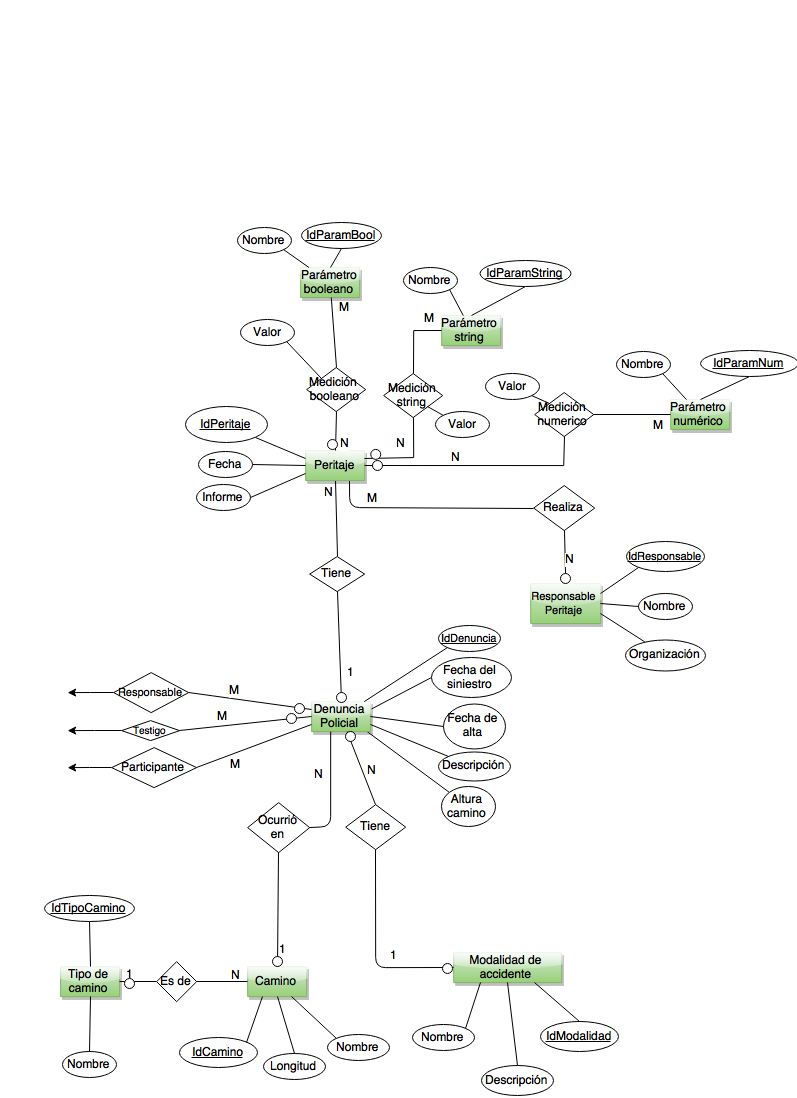 Nombre
IdParamBool
Parámetro
booleano
M
Nombre
IdParamString
M
Parámetro
string
Valor
Nombre
IdParamNum
Medición
booleano
Medición
string
Valor
Valor
Medición
numerico
Parámetro
numérico
M
IdPeritaje
N
N
N
Fecha
Peritaje
Informe
N
M
Realiza
N
IdResponsable
Tiene
Responsable
Peritaje
Nombre
Organización
IdDenuncia
1
Fecha del
siniestro
Responsable
M
Denuncia
Policial
Fecha de
alta
Testigo
M
Participante
M
Descripción
N
N
Altura
camino
Ocurrió
en
Tiene
IdTipoCamino
1
1
Tipo de
camino
1
Es de
N
Camino
Modalidad de
accidente
Nombre
IdCamino
Longitud
Nombre
Nombre
Descripción
IdModalidad